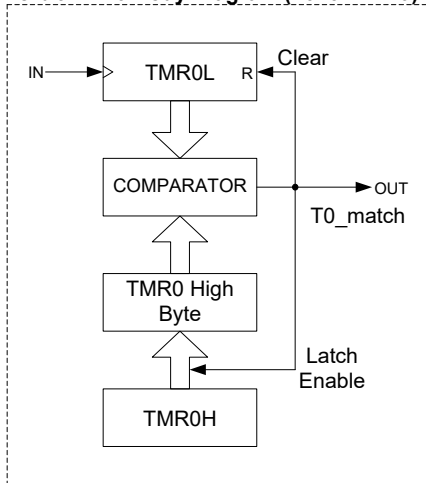 IN
TMR0L
R
Clear
COMPARATOR
OUT
T0_match
TMR0 High
Byte
Latch
Enable
TMR0H